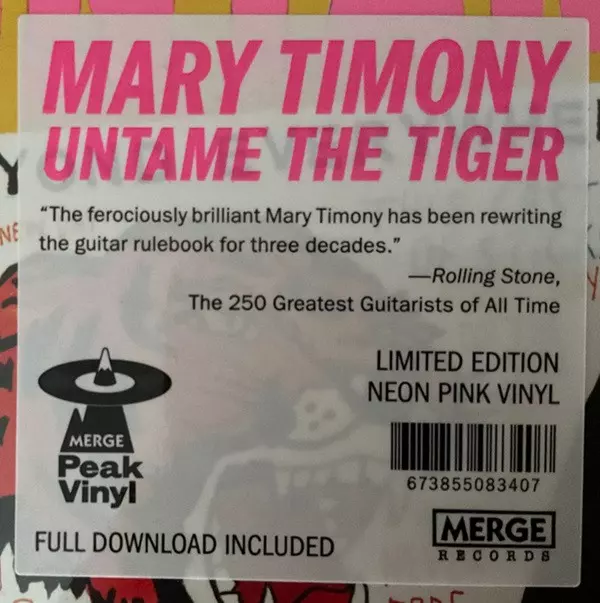 MARY TIMONY
UNTAME THE TIGER
“The ferociously brilliant Mary Timony has been rewriting
the guitar rulebook for three decades.”
—Rolling Stone,
The 250 Greatest Guitarists of All Time
LIMITED EDITION
NEON PINK VINYL
673855083407
MERGE
Peak
Vinyl
FULL DOWNLOAD INCLUDED
MERGE
RECORDS